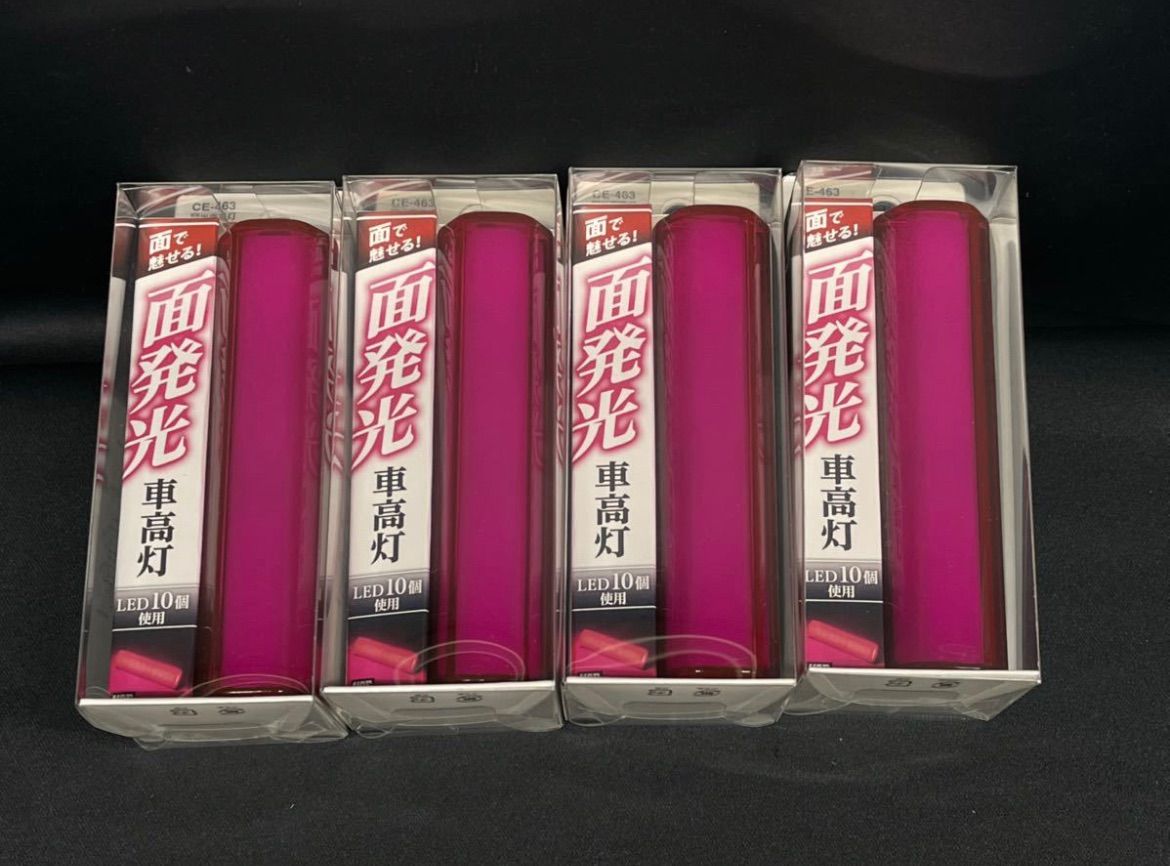 CE-463
面で
魅せる!
面発光
車高灯
LED10個
使用
CE-463
面で
魅せる!
面発光
車高灯
LED10個
使用
CE-463
面で
魅せる!
面発光
車高灯
LED10個
使用
E-463
面で
魅せる!
面発光
車高灯
LED10個
使用